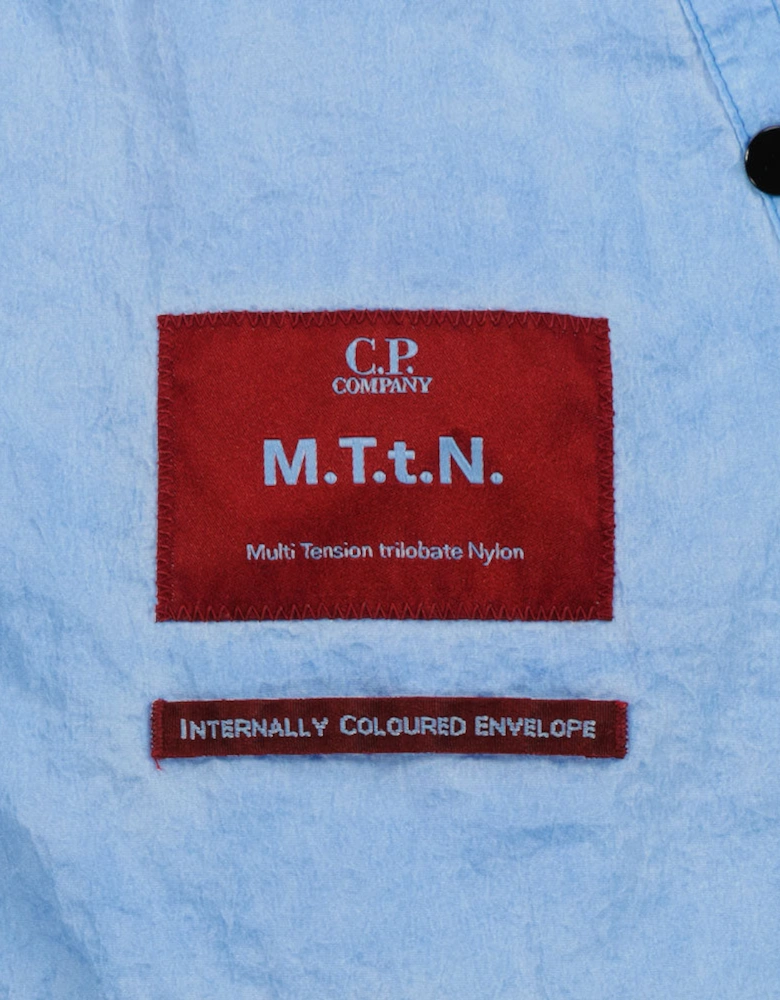 C.P.
COMPANY
M.T.t.N.
Multi Tension trilobate Nylon
INTERNALLY COLOURED ENVELOPE